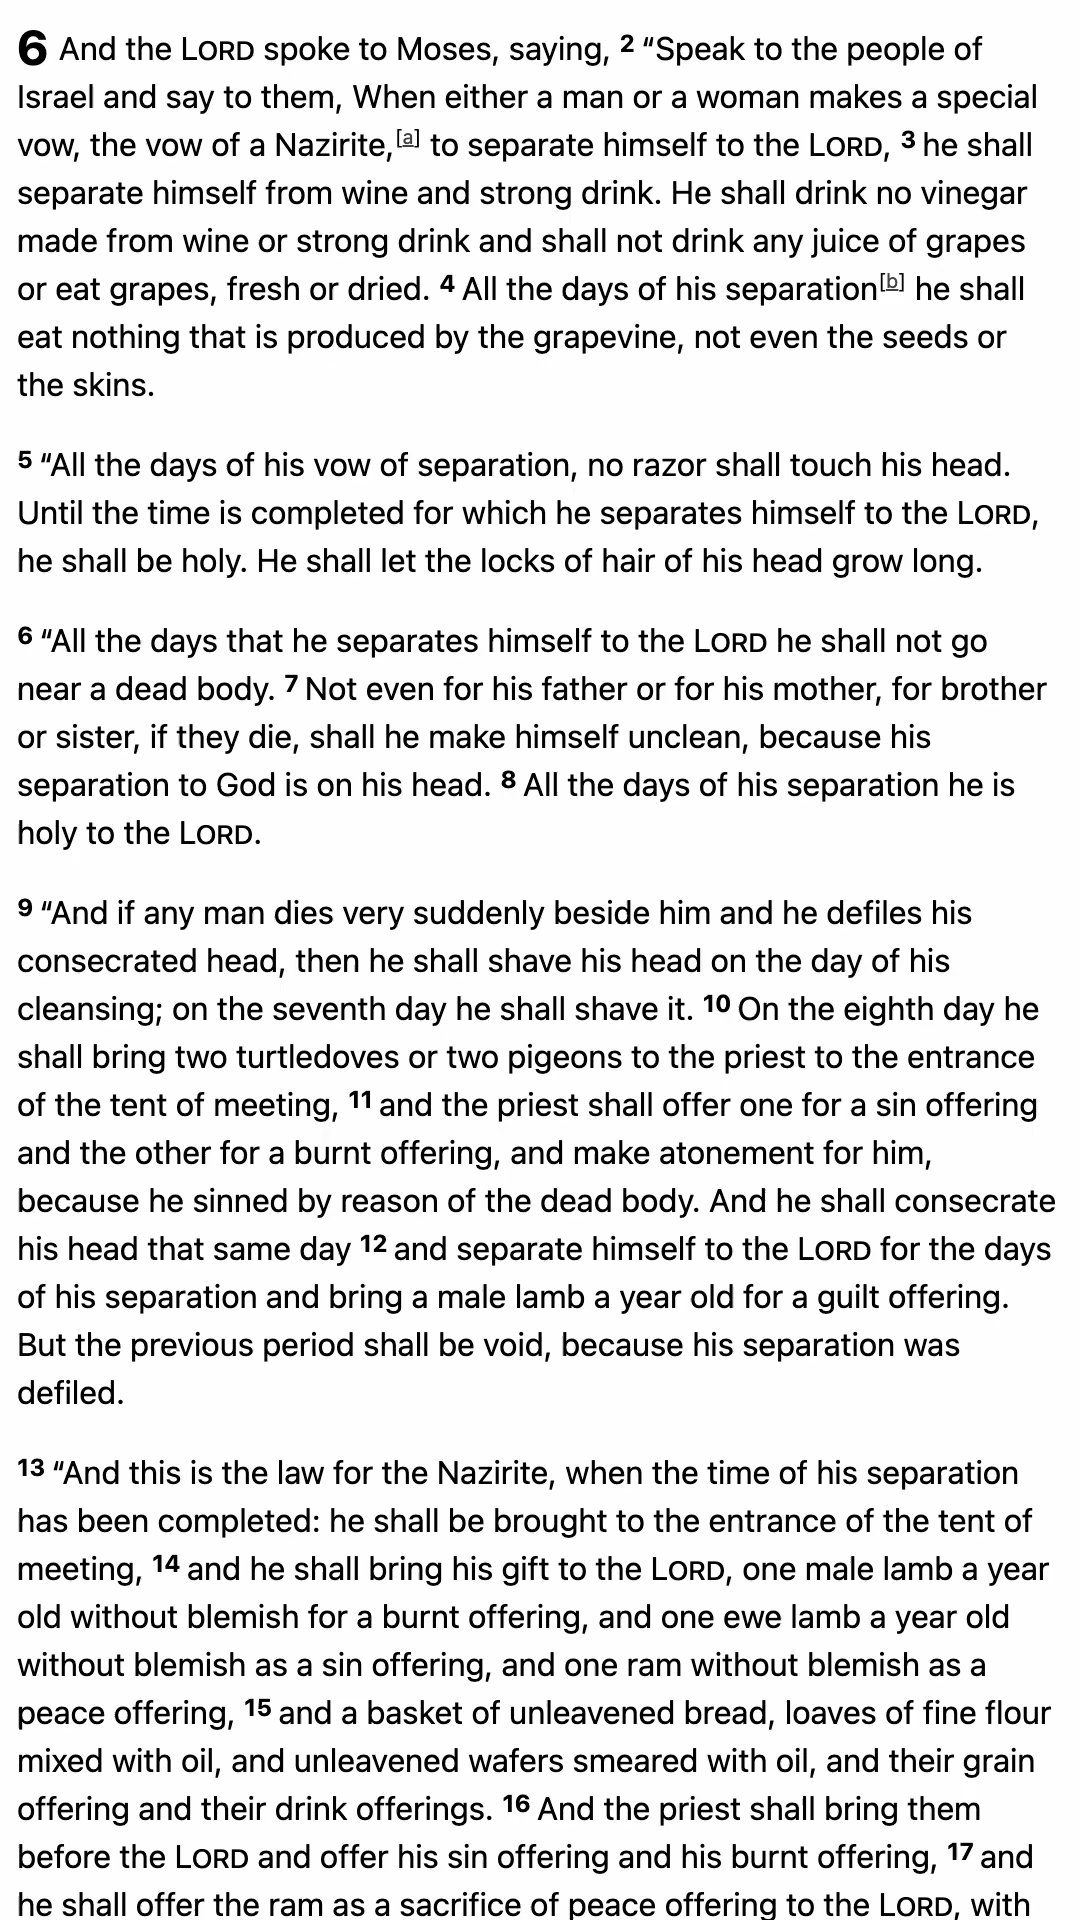 6 And the LORD spoke to Moses, saying, 2 “Speak to the people of
Israel and say to them, When either a man or a woman makes a special
vow, the vow of a Nazirite,[a] to separate himself to the LORD, 3 he shall
separate himself from wine and strong drink. He shall drink no vinegar
made from wine or strong drink and shall not drink any juice of grapes
or eat grapes, fresh or dried. 4 All the days of his separation[b] he shall
eat nothing that is produced by the grapevine, not even the seeds or
the skins.
5 “All the days of his vow of separation, no razor shall touch his head.
Until the time is completed for which he separates himself to the LORD,
he shall be holy. He shall let the locks of hair of his head grow long.
6 “All the days that he separates himself to the LORD he shall not go
near a dead body. 7 Not even for his father or for his mother, for brother
or sister, if they die, shall he make himself unclean, because his
separation to God is on his head. 8 All the days of his separation he is
holy to the LORD.
9 “And if any man dies very suddenly beside him and he defiles his
consecrated head, then he shall shave his head on the day of his
cleansing; on the seventh day he shall shave it. 10 On the eighth day he
shall bring two turtledoves or two pigeons to the priest to the entrance
of the tent of meeting, 11 and the priest shall offer one for a sin offering
and the other for a burnt offering, and make atonement for him,
because he sinned by reason of the dead body. And he shall consecrate
his head that same day 12 and separate himself to the LORD for the days
of his separation and bring a male lamb a year old for a guilt offering.
But the previous period shall be void, because his separation was
defiled.
13 “And this is the law for the Nazirite, when the time of his separation
has been completed: he shall be brought to the entrance of the tent of
meeting, 14 and he shall bring his gift to the LORD, one male lamb a year
old without blemish for a burnt offering, and one ewe lamb a year old
without blemish as a sin offering, and one ram without blemish as a
peace offering, 15 and a basket of unleavened bread, loaves of fine flour
mixed with oil, and unleavened wafers smeared with oil, and their grain
offering and their drink offerings. 16 And the priest shall bring them
before the LORD and offer his sin offering and his burnt offering, 17 and
he shall offer the ram as a sacrifice of peace offering to the LORD, with